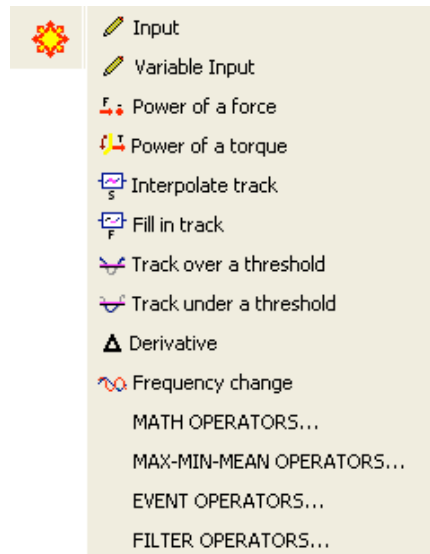 Input
Variable Input
Power of a force
Power of a torque
Interpolate track
Fill in track
Track over a threshold
Track under a threshold
Δ Derivative
Frequency change
MATH OPERATORS...
MAX-MIN-MEAN OPERATORS...
EVENT OPERATORS...
FILTER OPERATORS...